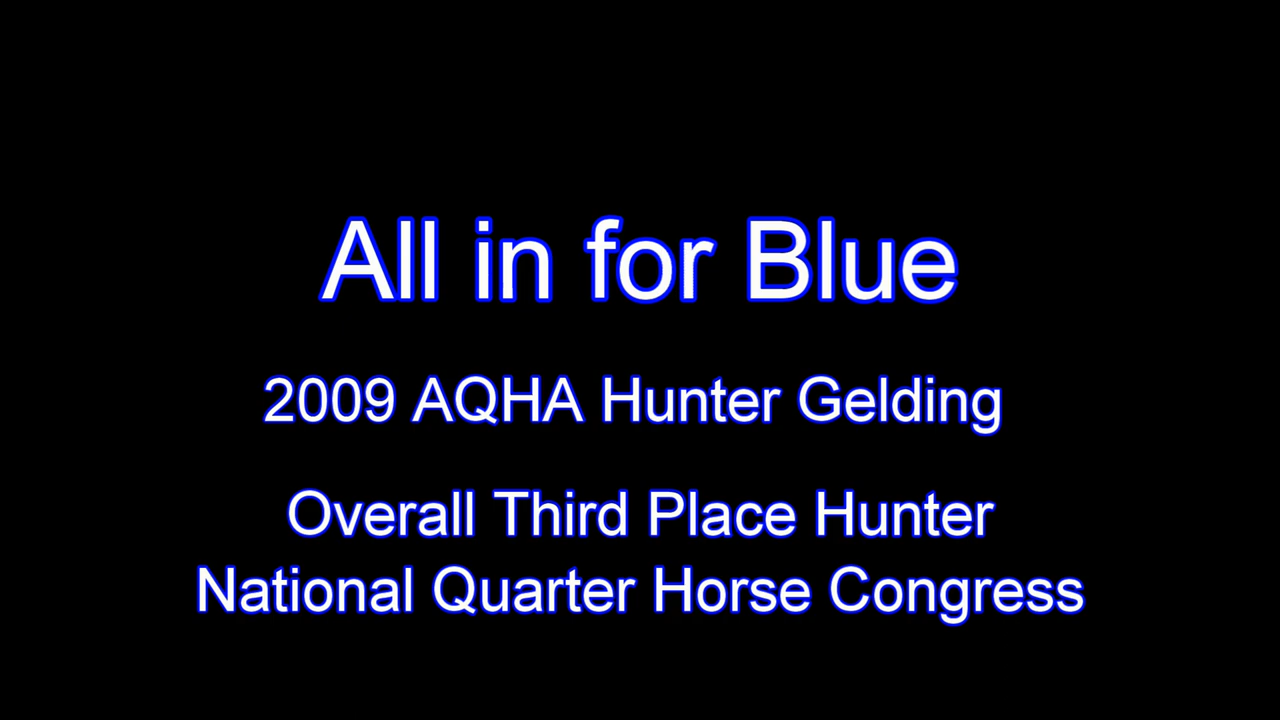 All in for Blue
2009 AQHA Hunter Gelding
Overall Third Place Hunter
National Quarter Horse Congress